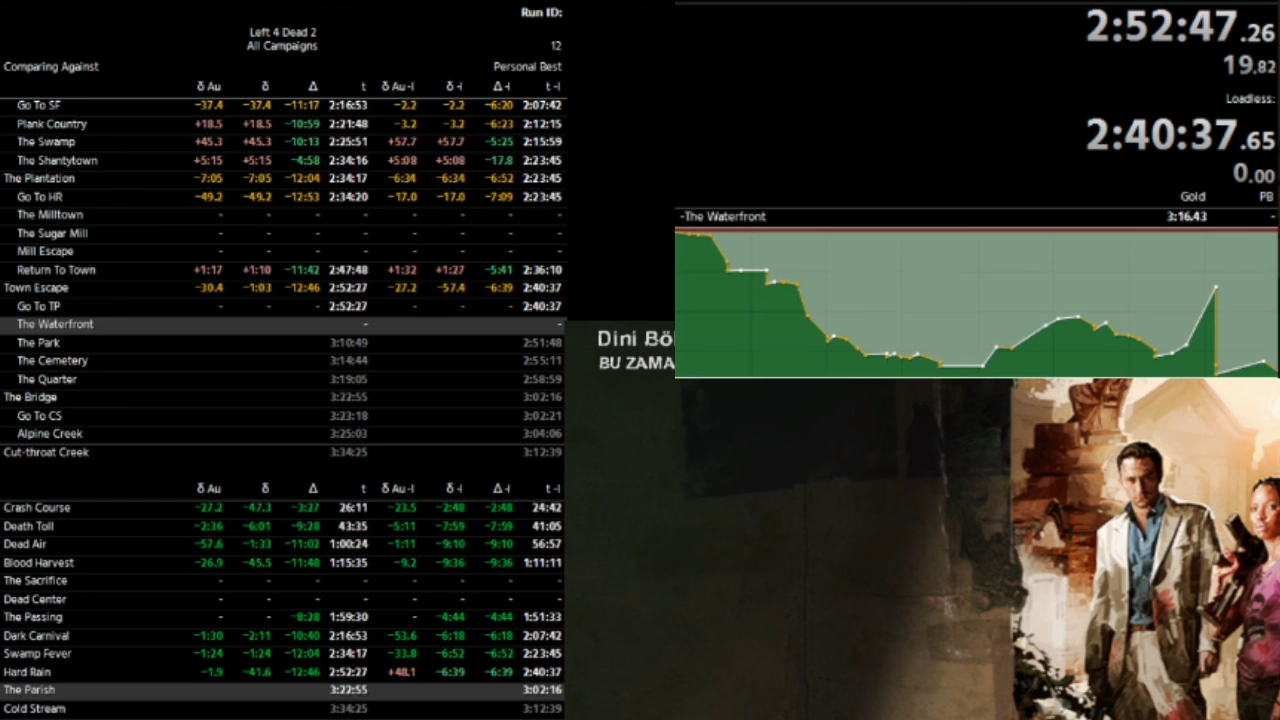 Run ID:
Left 4 Dead 2
All Campaigns
12
Comparing Against Personal Best
δ Au δ Δ t δ Au -l δ -l Δ -l t -l
Go To SF -37.4 -37.4 -11:17 2:16:53 -2.2 -2.2 -6:20 2:07:42
Plank Country +18.5 +18.5 -10:59 2:21:48 -3.2 -3.2 -6:23 2:12:15
The Swamp +45.3 +45.3 -10:13 2:25:51 +57.7 +57.7 -5:25 2:15:59
The Shantytown +5:15 +5:15 -4:58 2:34:16 +5:08 +5:08 -17.8 2:23:45
The Plantation -7:05 -7:05 -12:04 2:34:17 -6:34 -6:34 -6:52 2:23:45
Go To HR -49.2 -49.2 -12:53 2:34:20 -17.0 -17.0 -7:09 2:23:45
The Milltown - - - - - - - -
The Sugar Mill - - - - - - - -
Mill Escape - - - - - - - -
Return To Town +1:17 +1:10 -11:42 2:47:48 +1:32 +1:27 -5:41 2:36:10
Town Escape -30.4 -1:03 -12:46 2:52:27 -27.2 -57.4 -6:39 2:40:37
Go To TP - - - 2:52:27 - - - 2:40:37
The Waterfront - -
The Park 3:10:49 2:51:48
The Cemetery 3:14:44 2:55:11
The Quarter 3:19:05 2:58:59
The Bridge 3:22:55 3:02:16
Go To CS 3:23:18 3:02:21
Alpine Creek 3:25:03 3:04:06
Cut-throat Creek 3:34:25 3:12:39
δ Au δ Δ t δ Au -l δ -l Δ -l t -l
Crash Course -27.2 -47.3 -3:27 26:11 -23.5 -2:48 -2:48 24:42
Death Toll -2:36 -6:01 -9:28 43:35 -5:11 -7:59 -7:59 41:05
Dead Air -57.6 -1:33 -11:02 1:00:24 -1:11 -9:10 -9:10 56:57
Blood Harvest -26.9 -45.5 -11:48 1:15:35 -9.2 -9:36 -9:36 1:11:11
The Sacrifice - - - - - - - -
Dead Center - - - - - - - -
The Passing - - -8:28 1:59:30 - -4:44 -4:44 1:51:33
Dark Carnival -1:30 -2:11 -10:40 2:16:53 -53.6 -6:18 -6:18 2:07:42
Swamp Fever -1:24 -1:24 -12:04 2:34:17 -33.8 -6:52 -6:52 2:23:45
Hard Rain -1.9 -41.6 -12:46 2:52:27 +48.1 -6:39 -6:39 2:40:37
The Parish 3:22:55 3:02:16
Cold Stream 3:34:25 3:12:39
2:52:47.26
19.82
Loadless:
2:40:37.65
0.00
Gold PB
-The Waterfront 3:16.43 -
Dini Bö
BU ZAMA